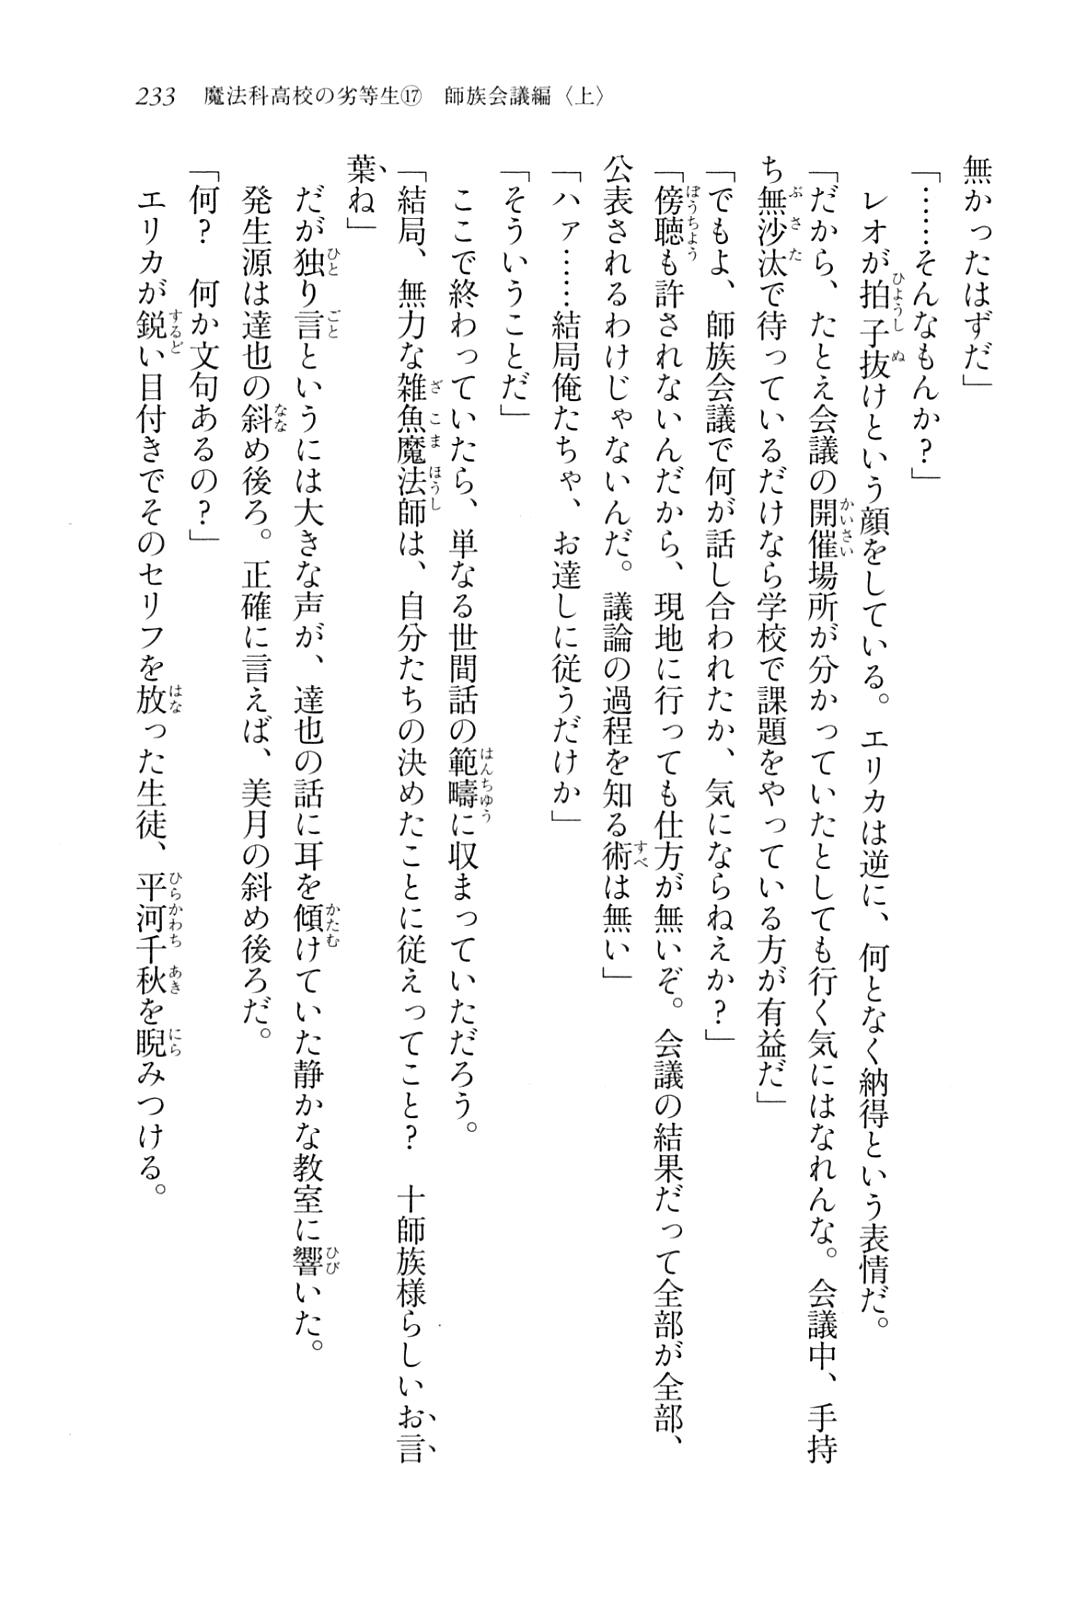 233　魔法科高校の劣等生⑰　師族会議編〈上〉
無かったはずだ」
「……そんなもんか？」
　レオが拍子抜けという顔をしている。エリカは逆に、何となく納得という表情だ。
「だから、たとえ会議の開催場所が分かっていたとしても行く気にはなれんな。会議中、手持
ち無沙汰で待っているだけなら学校で課題をやっている方が有益だ」
「でもよ、師族会議で何が話し合われたか、気にならねえか？」
「傍聴も許されないんだから、現地に行っても仕方が無いぞ。会議の結果だって全部が全部、
公表されるわけじゃないんだ。議論の過程を知る術は無い」
「ハァ……結局俺たちゃ、お達しに従うだけか」
「そういうことだ」
　ここで終わっていたら、単なる世間話の範疇に収まっていただろう。
「結局、無力な雑魚魔法師は、自分たちの決めたことに従えってこと？　十師族様らしいお言
葉ね」
　だが独り言というには大きな声が、達也の話に耳を傾けていた静かな教室に響いた。
　発生源は達也の斜め後ろ。正確に言えば、美月の斜め後ろだ。
「何？　何か文句あるの？」
　エリカが鋭い目付きでそのセリフを放った生徒、平河千秋を睨みつける。